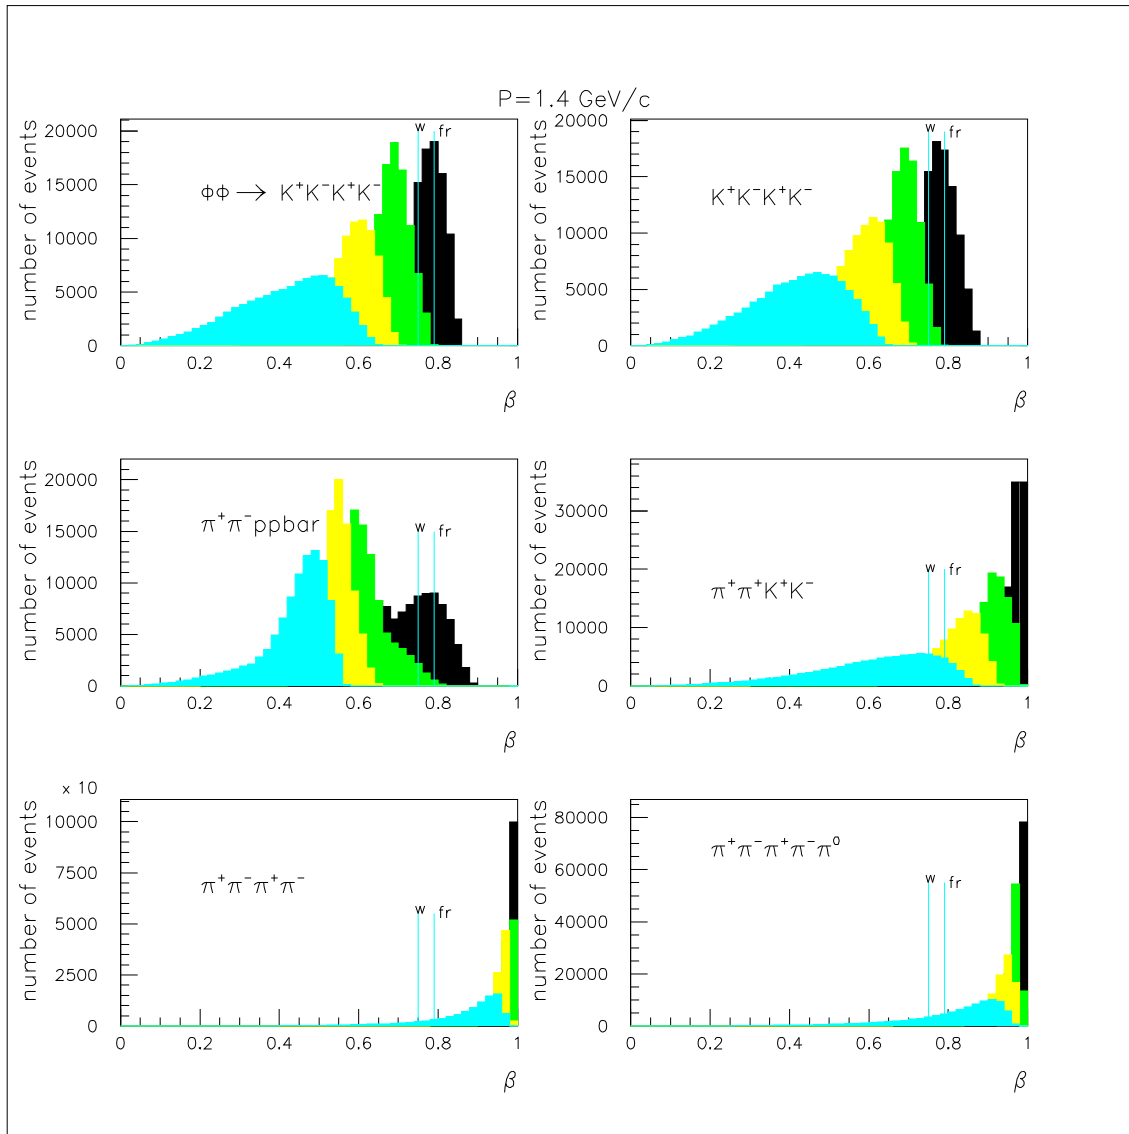 P=1.4 GeV/c
number of events
20000
15000
10000
5000
0
w fr
ϕϕ → K⁺K⁻K⁺K⁻
0 0.2 0.4 0.6 0.8 1
β
number of events
20000
15000
10000
5000
0
w fr
K⁺K⁻K⁺K⁻
0 0.2 0.4 0.6 0.8 1
β
number of events
20000
15000
10000
5000
0
w fr
π⁺π⁻ppbar
0 0.2 0.4 0.6 0.8 1
β
number of events
30000
20000
10000
0
w fr
π⁺π⁺K⁺K⁻
0 0.2 0.4 0.6 0.8 1
β
x 10
number of events
10000
7500
5000
2500
0
π⁺π⁻π⁺π⁻
w fr
0 0.2 0.4 0.6 0.8 1
β
number of events
80000
60000
40000
20000
0
π⁺π⁻π⁺π⁻π⁰
w fr
0 0.2 0.4 0.6 0.8 1
β